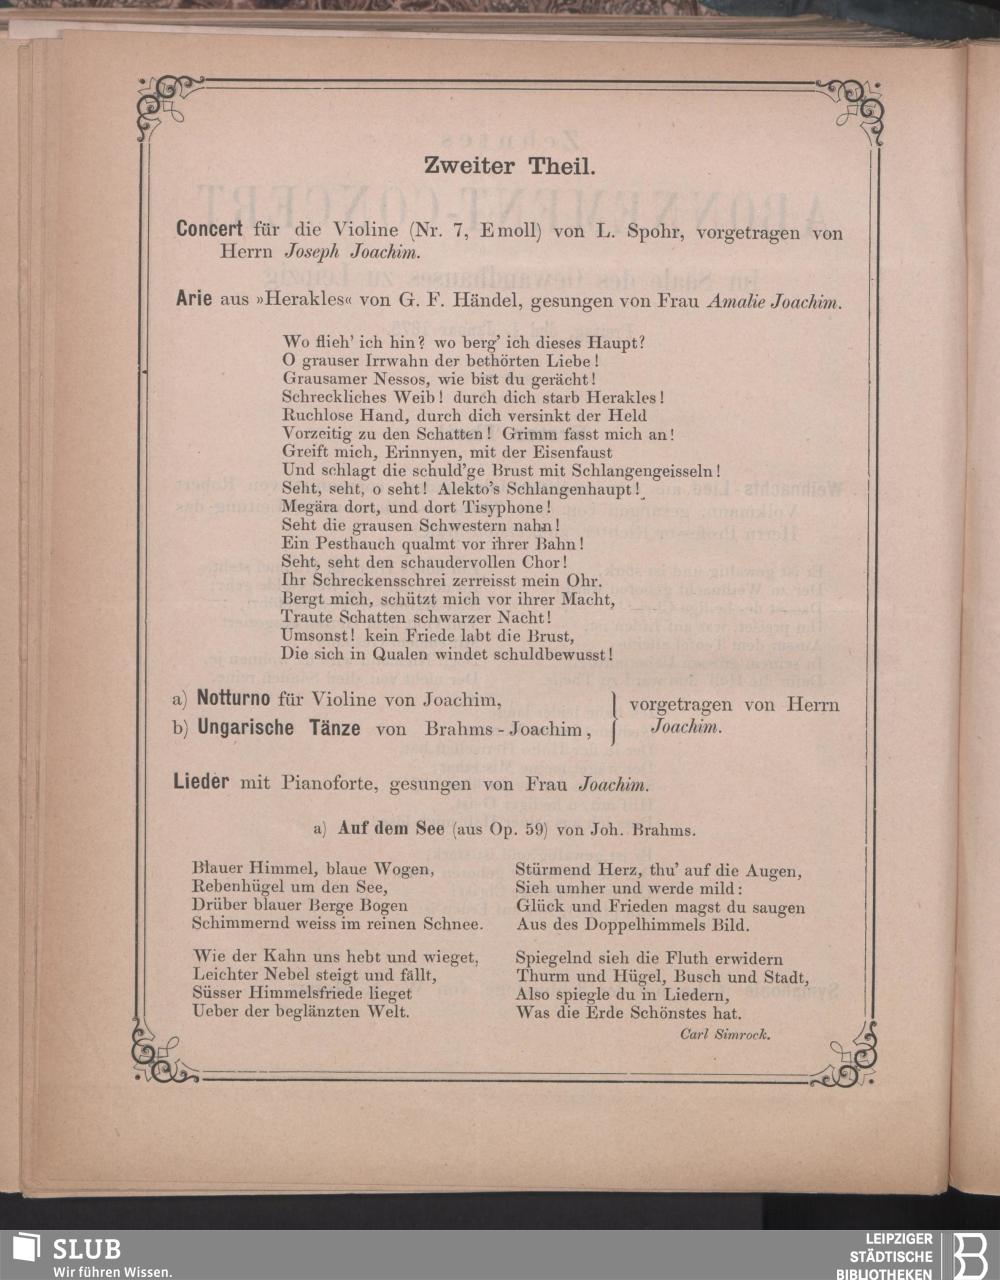 Zweiter Theil.
Concert für die Violine (Nr. 7, Emoll) von L. Spohr, vorgetragen von
Herrn Joseph Joachim.
Arie aus »Herakles« von G. F. Händel, gesungen von Frau Amalie Joachim.
Wo flieh' ich hin? wo berg' ich dieses Haupt?
O grauser Irrwahn der bethörten Liebe!
Grausamer Nessos, wie bist du gerächt!
Schreckliches Weib! durch dich starb Herakles!
Ruchlose Hand, durch dich versinkt der Held
Vorzeitig zu den Schatten! Grimm fasst mich an!
Greift mich, Erinnyen, mit der Eisenfaust
Und schlagt die schuld'ge Brust mit Schlangengeisseln!
Seht, seht, o seht! Alekto's Schlangenhaupt!
Megära dort, und dort Tisyphone!
Seht die grausen Schwestern nahn!
Ein Pesthauch qualmt vor ihrer Bahn!
Seht, seht den schaudervollen Chor!
Ihr Schreckensschrei zerreisst mein Ohr.
Bergt mich, schützt mich vor ihrer Macht,
Traute Schatten schwarzer Nacht!
Umsonst! kein Friede labt die Brust,
Die sich in Qualen windet schuldbewusst!
a) Notturno für Violine von Joachim,
b) Ungarische Tänze von Brahms-Joachim,
vorgetragen von Herrn
Joachim.
Lieder mit Pianoforte, gesungen von Frau Joachim.
a) Auf dem See (aus Op. 59) von Joh. Brahms.
Blauer Himmel, blaue Wogen,
Rebenhügel um den See,
Drüber blauer Berge Bogen
Schimmernd weiss im reinen Schnee.
Wie der Kahn uns hebt und wieget,
Leichter Nebel steigt und fällt,
Süsser Himmelsfriede lieget
Ueber der beglänzten Welt.
Stürmend Herz, thu' auf die Augen,
Sieh umher und werde mild:
Glück und Frieden magst du saugen
Aus des Doppelhimmels Bild.
Spiegelnd sieh die Fluth erwidern
Thurm und Hügel, Busch und Stadt,
Also spiegle du in Liedern,
Was die Erde Schönstes hat.
Carl Simrock.
SLUB
Wir führen Wissen.
LEIPZIGER
STÄDTISCHE
BIBLIOTHEKEN